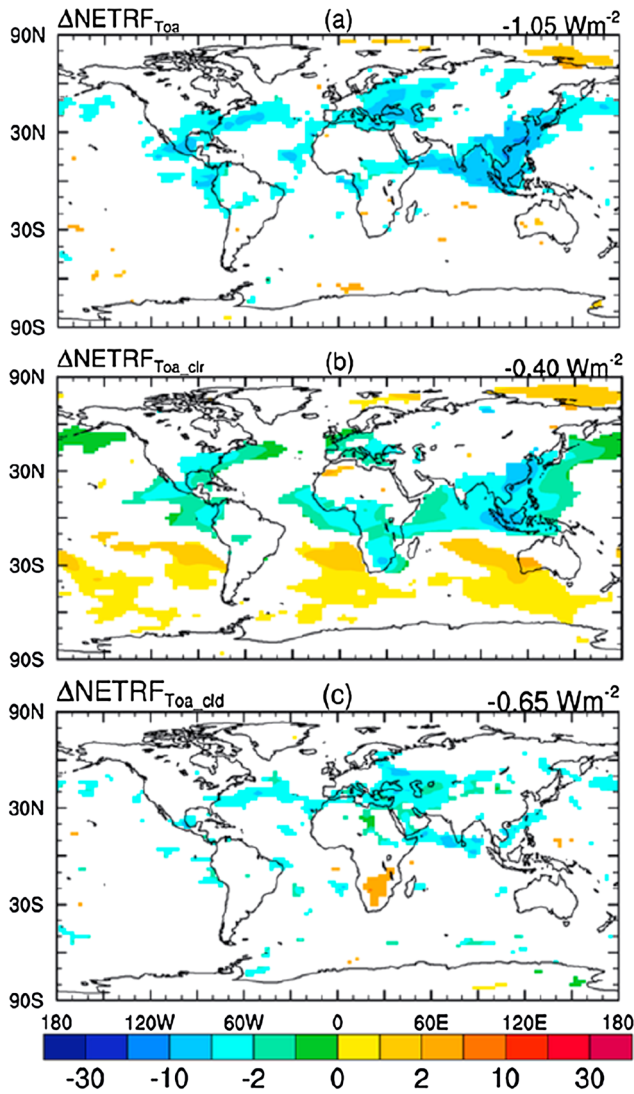 ΔNETRF_Toa (a) -1.05 Wm-2
90N
30N
30S
90S
ΔNETRF_Toa_clr (b) -0.40 Wm-2
90N
30N
30S
90S
ΔNETRF_Toa_cld (c) -0.65 Wm-2
90N
30N
30S
90S
180 120W 60W 0 60E 120E 180
-30 -10 -2 0 2 10 30